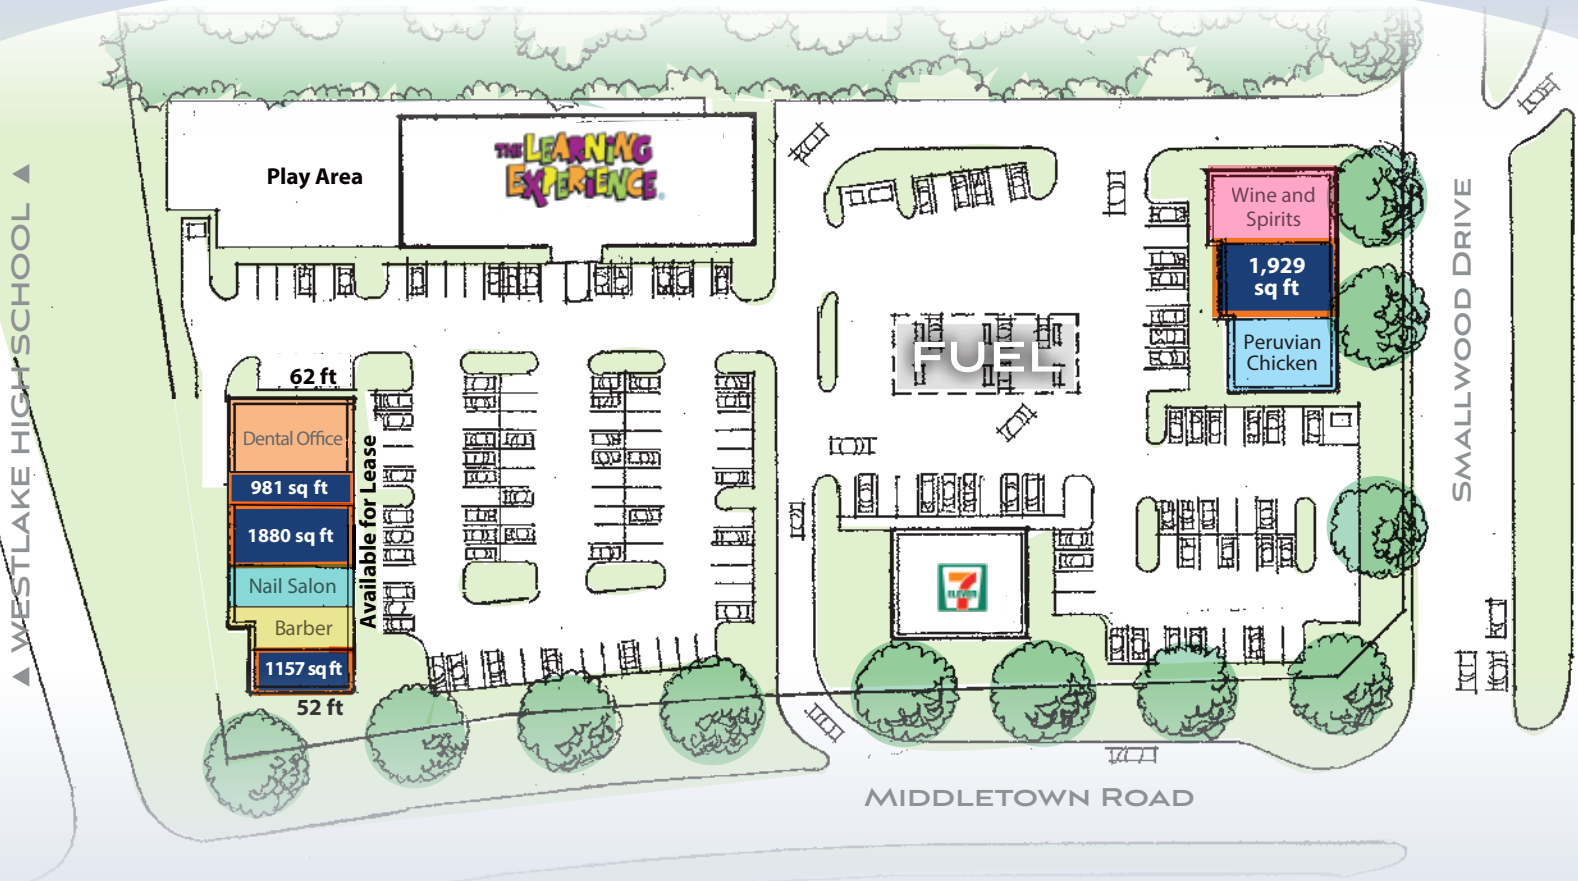 THE LEARNING
EXPERIENCE®
Play Area
Wine and
Spirits
1,929
sq ft
Peruvian
Chicken
FUEL
62 ft
Dental Office
981 sq ft
1880 sq ft
Nail Salon
Barber
1157 sq ft
52 ft
Available for Lease
7
ELEVEN
WESTLAKE HIGH SCHOOL
SMALLWOOD DRIVE
MIDDLETOWN ROAD